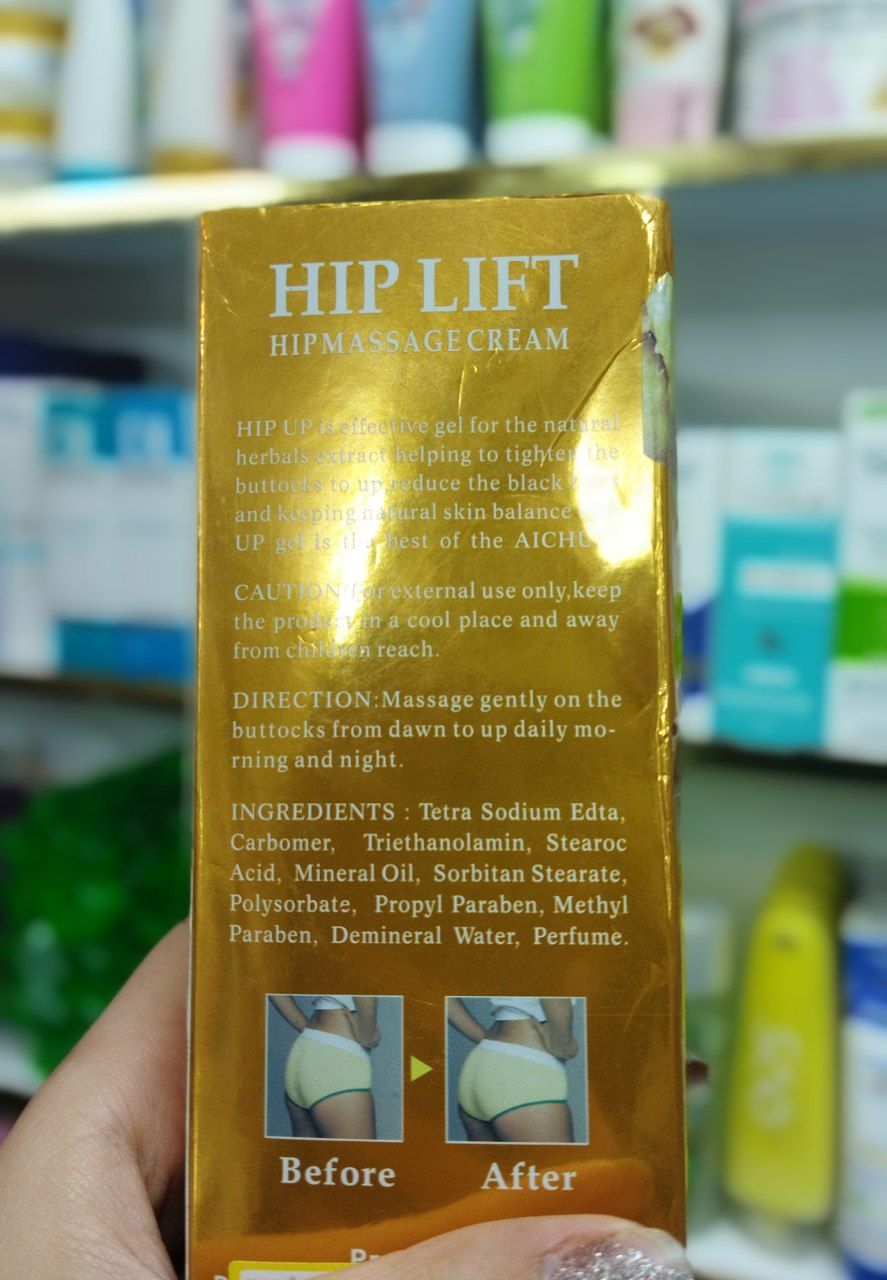 HIP LIFT
HIP MASSAGE CREAM
HIP UP is effective gel for the natural
herbals extract helping to tighten the
buttocks to up,reduce the black
and keeping natural skin balance
UP gel is the best of the AICHU
CAUTION:for external use only,keep
the product in a cool place and away
from children reach.
DIRECTION:Massage gently on the
buttocks from dawn to up daily mo-
rning and night.
INGREDIENTS : Tetra Sodium Edta,
Carbomer, Triethanolamin, Stearoc
Acid, Mineral Oil, Sorbitan Stearate,
Polysorbate, Propyl Paraben, Methyl
Paraben, Demineral Water, Perfume.
Before
After